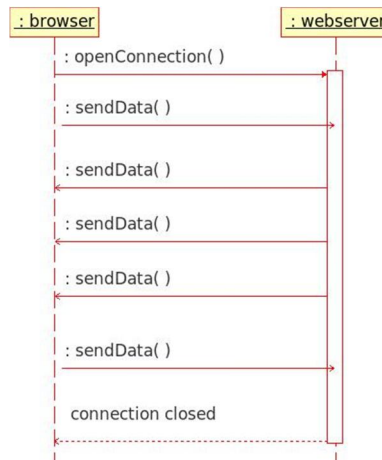 : browser
: webserver
: openConnection( )
: sendData( )
: sendData( )
: sendData( )
: sendData( )
: sendData( )
connection closed